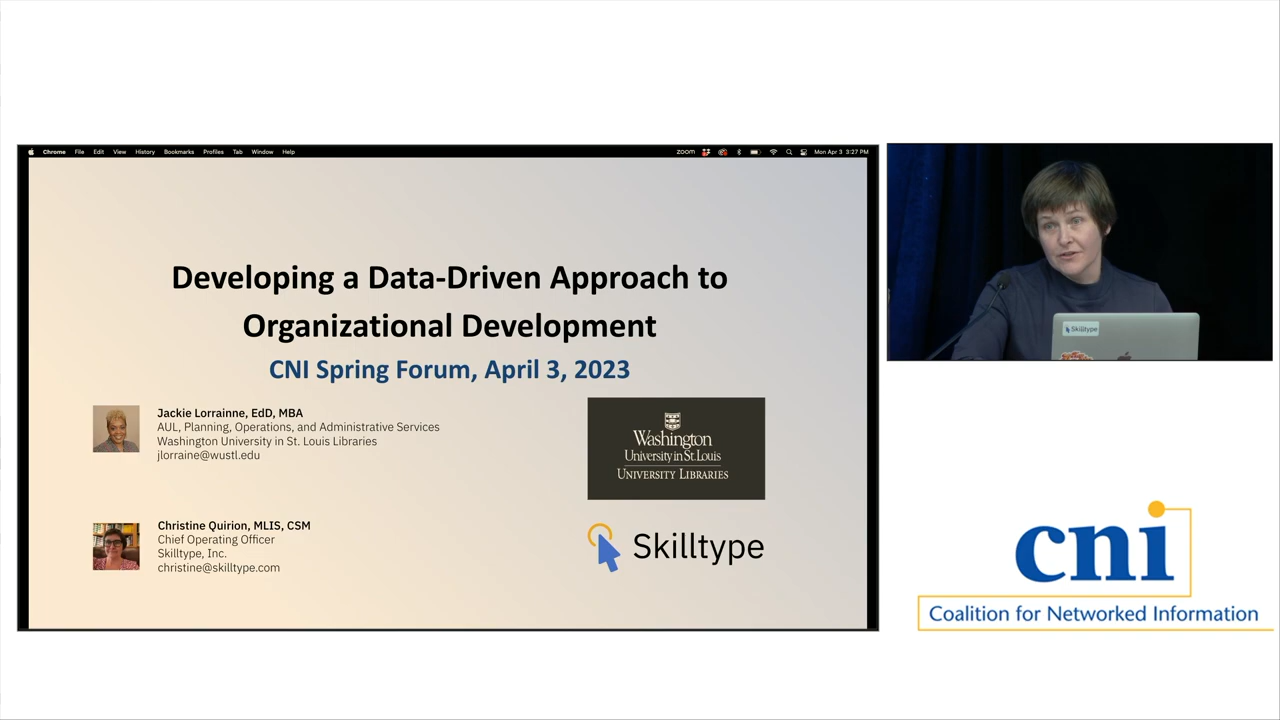 Chrome File Edit View History Bookmarks Profiles Tab Window Help zoom Mon Apr 3 3:27 PM
Developing a Data-Driven Approach to
Organizational Development
CNI Spring Forum, April 3, 2023
Jackie Lorrainne, EdD, MBA
AUL, Planning, Operations, and Administrative Services
Washington University in St. Louis Libraries
jlorraine@wustl.edu
Washington
University in St. Louis
UNIVERSITY LIBRARIES
Christine Quirion, MLIS, CSM
Chief Operating Officer
Skilltype, Inc.
christine@skilltype.com
Skilltype
Skilltype
cni
Coalition for Networked Information